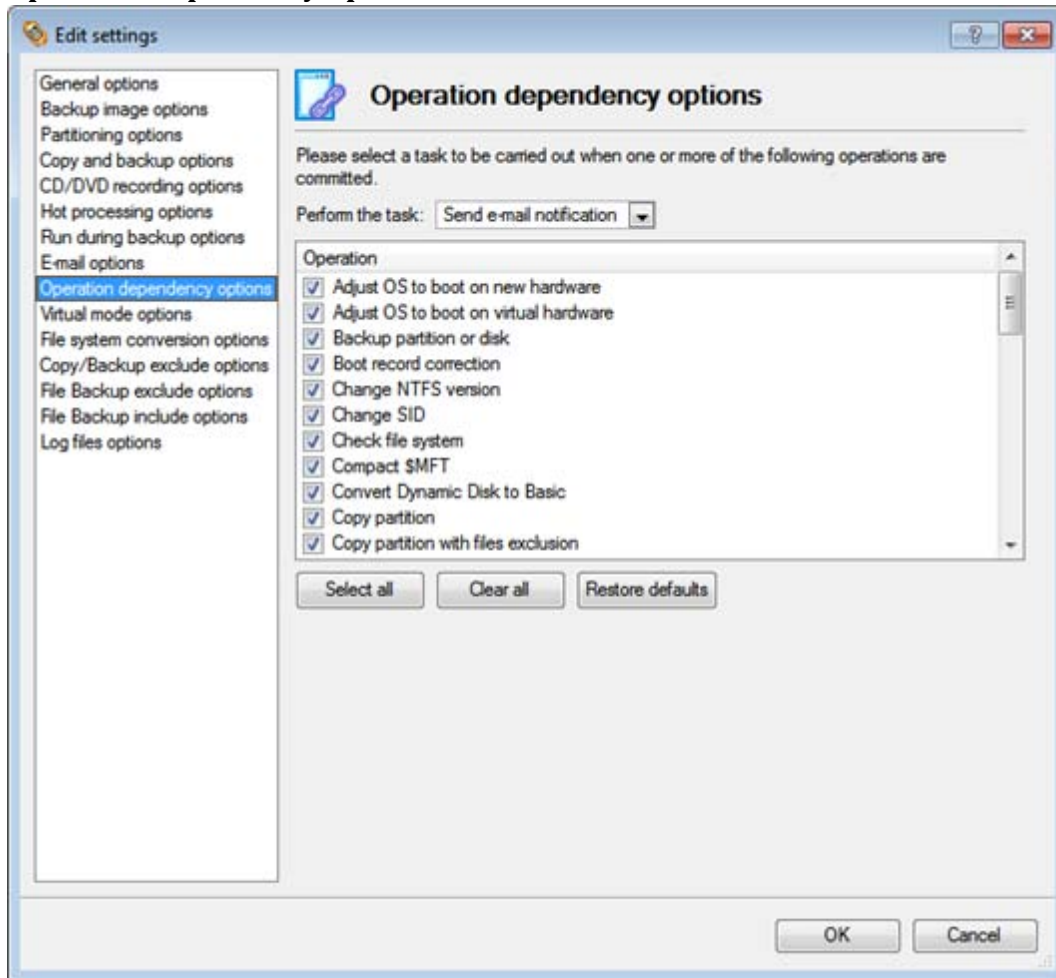 Edit settings
General options
Backup image options
Partitioning options
Copy and backup options
CD/DVD recording options
Hot processing options
Run during backup options
E-mail options
Operation dependency options
Virtual mode options
File system conversion options
Copy/Backup exclude options
File Backup exclude options
File Backup include options
Log files options
Operation dependency options
Please select a task to be carried out when one or more of the following operations are
committed.
Perform the task: Send e-mail notification
Operation
Adjust OS to boot on new hardware
Adjust OS to boot on virtual hardware
Backup partition or disk
Boot record correction
Change NTFS version
Change SID
Check file system
Compact $MFT
Convert Dynamic Disk to Basic
Copy partition
Copy partition with files exclusion
Select all Clear all Restore defaults
OK Cancel